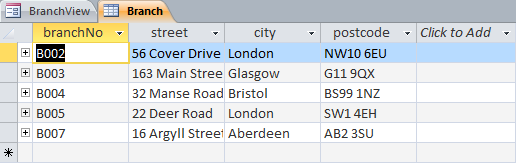 BranchView Branch
branchNo street city postcode Click to Add
B002 56 Cover Drive London NW10 6EU
B003 163 Main Stree Glasgow G11 9QX
B004 32 Manse Road Bristol BS99 1NZ
B005 22 Deer Road London SW1 4EH
B007 16 Argyll Street Aberdeen AB2 3SU